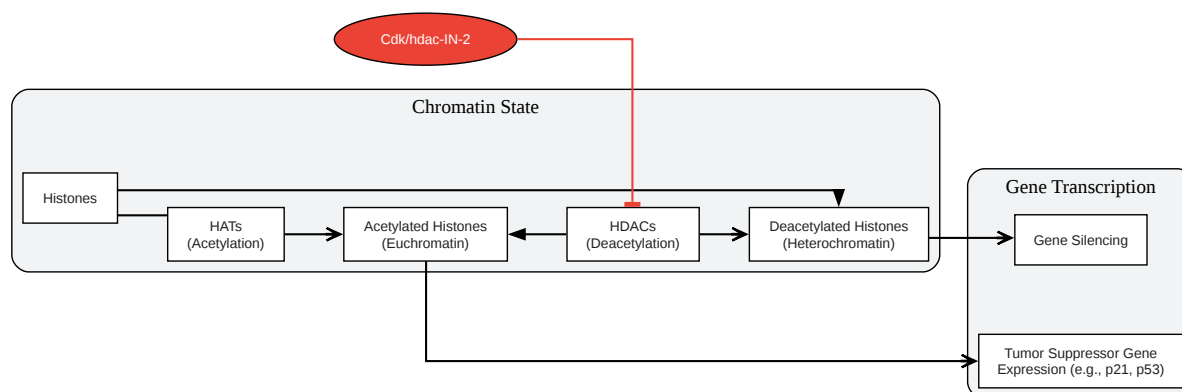 Cdk/hdac-IN-2
Chromatin State
Histones
HATs
(Acetylation)
Acetylated Histones
(Euchromatin)
HDACs
(Deacetylation)
Deacetylated Histones
(Heterochromatin)
Gene Transcription
Gene Silencing
Tumor Suppressor Gene
Expression (e.g., p21, p53)